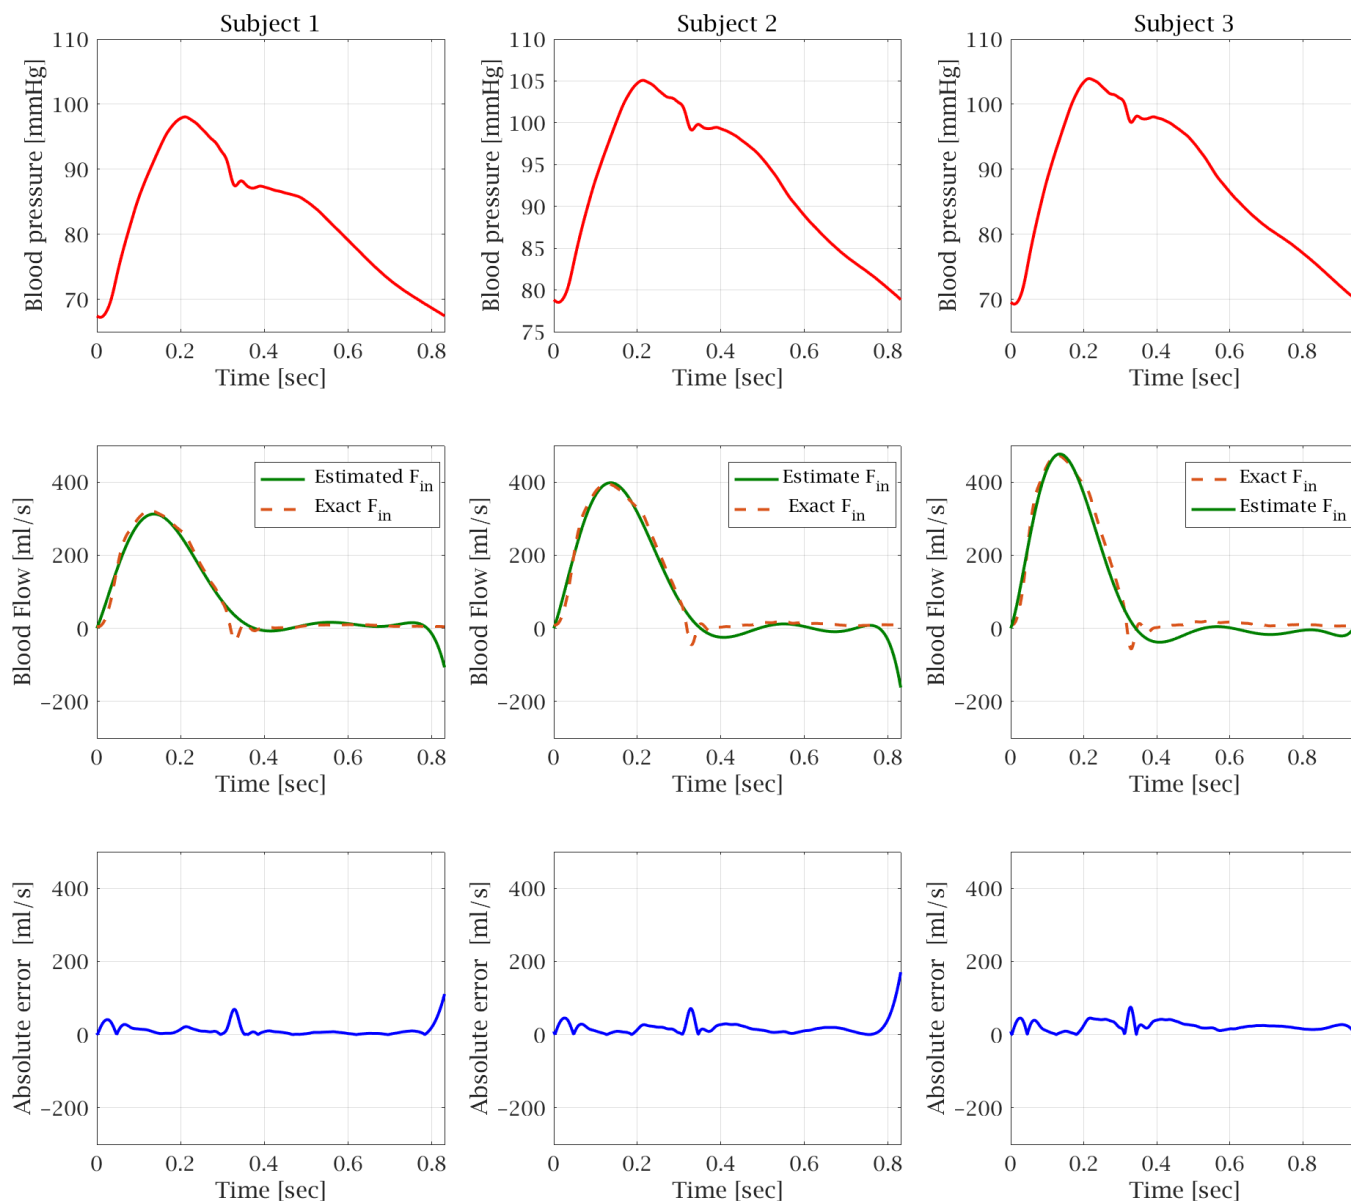 Subject 1
110
100
90
80
70
Blood pressure [mmHg]
0 0.2 0.4 0.6 0.8
Time [sec]
Subject 2
110
105
100
95
90
85
80
75
Blood pressure [mmHg]
0 0.2 0.4 0.6 0.8
Time [sec]
Subject 3
110
100
90
80
70
Blood pressure [mmHg]
0 0.2 0.4 0.6 0.8
Time [sec]
400
200
0
−200
Blood Flow [ml/s]
Estimated Fin
Exact Fin
0 0.2 0.4 0.6 0.8
Time [sec]
400
200
0
−200
Blood Flow [ml/s]
Estimate Fin
Exact Fin
0 0.2 0.4 0.6 0.8
Time [sec]
400
200
0
−200
Blood Flow [ml/s]
Exact Fin
Estimate Fin
0 0.2 0.4 0.6 0.8
Time [sec]
400
200
0
−200
Absolute error [ml/s]
0 0.2 0.4 0.6 0.8
Time [sec]
400
200
0
−200
Absolute error [ml/s]
0 0.2 0.4 0.6 0.8
Time [sec]
400
200
0
−200
Absolute error [ml/s]
0 0.2 0.4 0.6 0.8
Time [sec]